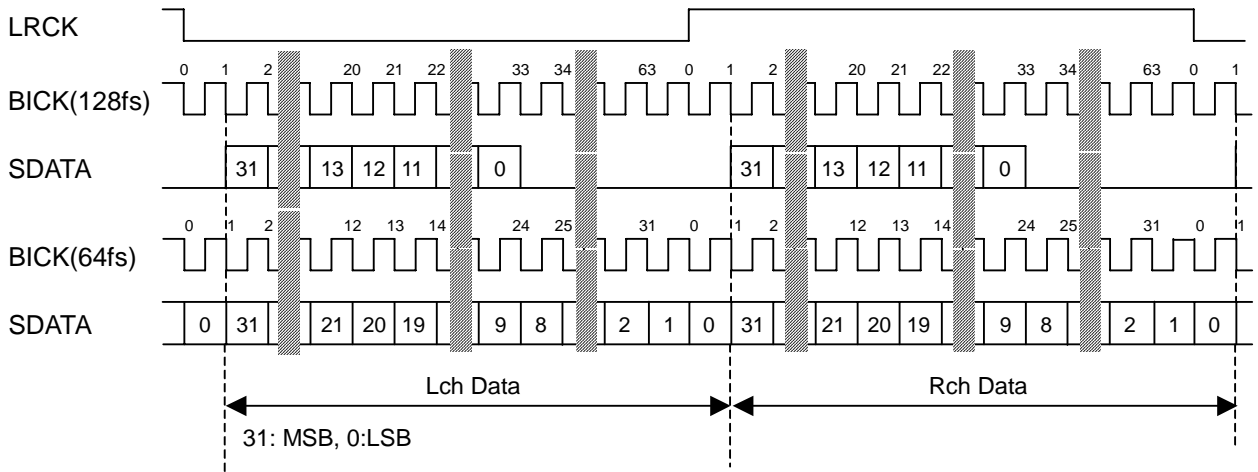 LRCK
0 1 2 20 21 22 33 34 63 0 1 2 20 21 22 33 34 63 0 1
BICK(128fs)
SDATA 31 13 12 11 0 31 13 12 11 0
0 1 2 12 13 14 24 25 31 0 1 2 12 13 14 24 25 31 0 1
BICK(64fs)
SDATA 0 31 21 20 19 9 8 2 1 0 31 21 20 19 9 8 2 1 0
Lch Data Rch Data
31: MSB, 0:LSB